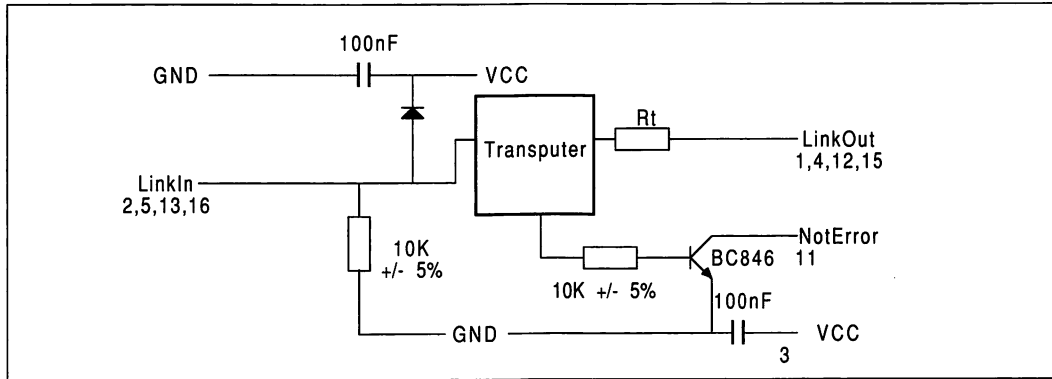 100nF
GND
VCC
Rt
Transputer
LinkOut
1,4,12,15
LinkIn
2,5,13,16
10K
+/- 5%
NotError
11
BC846
10K +/- 5%
100nF
GND
VCC
3